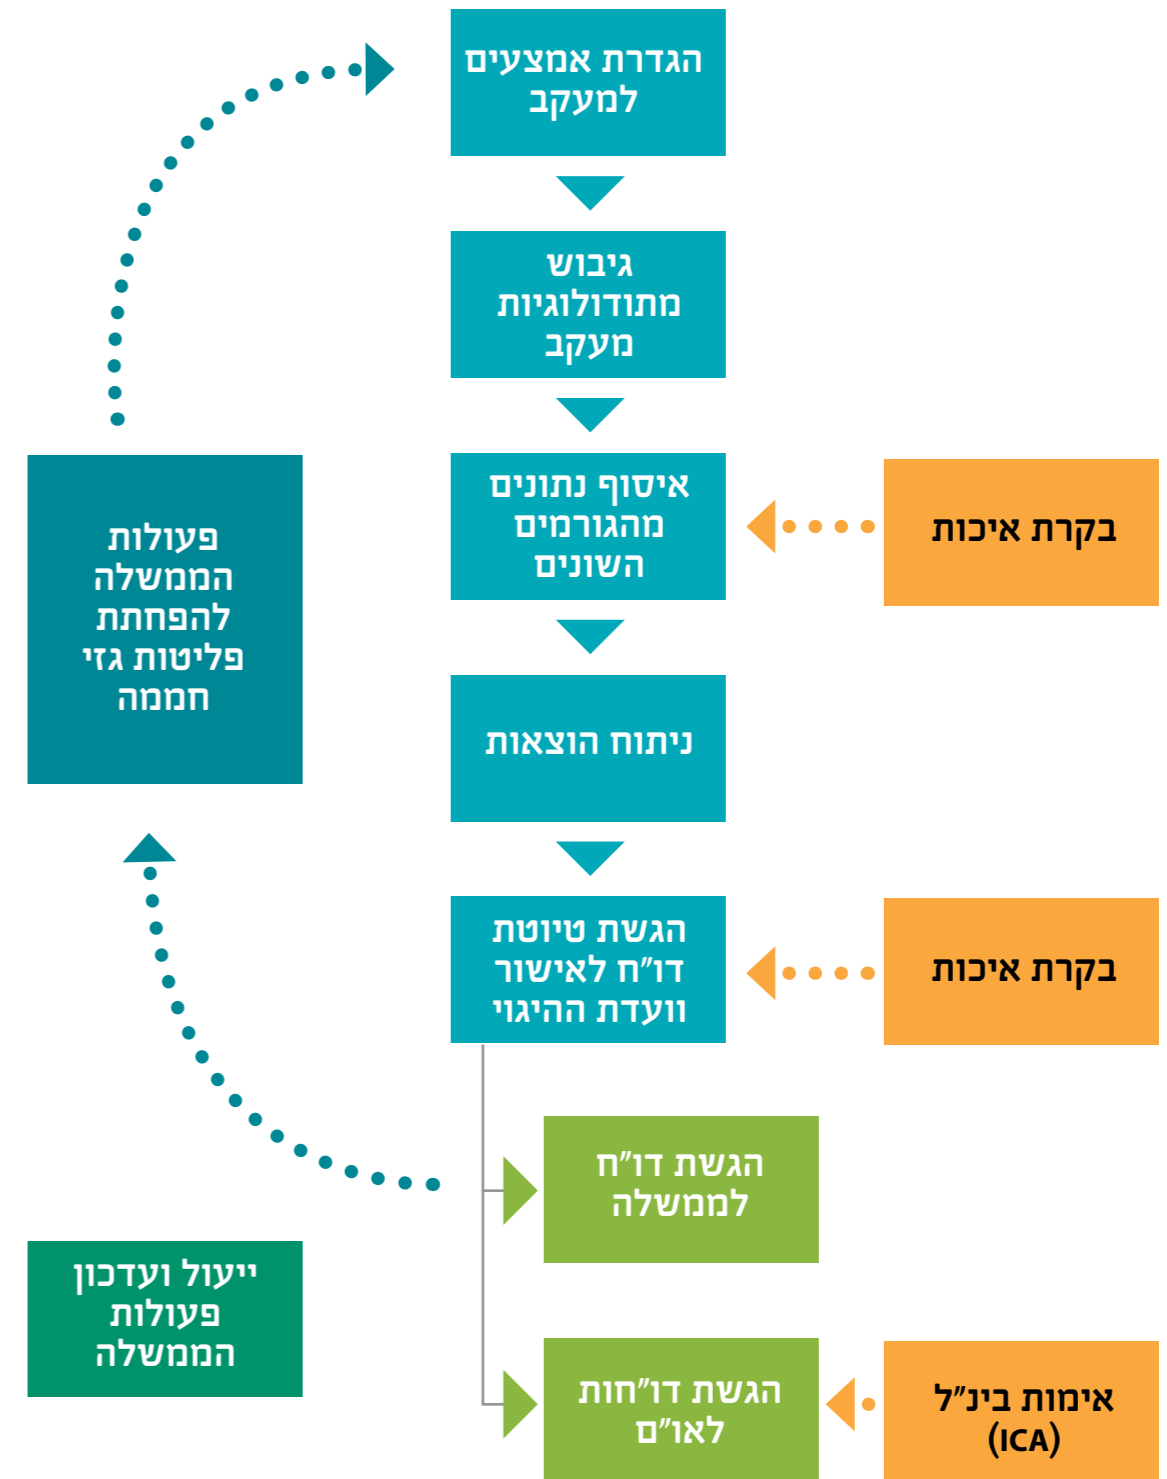 הגדרת אמצעים
למעקב
גיבוש
מתודולוגיות
מעקב
איסוף נתונים
מהגורמים
השונים
בקרת איכות
פעולות
הממשלה
להפחתת
פליטות גזי
חממה
ניתוח הוצאות
הגשת טיוטת
דו"ח לאישור
וועדת ההיגוי
בקרת איכות
הגשת דו"ח
לממשלה
ייעול ועדכון
פעולות
הממשלה
הגשת דו"חות
לאו"ם
אימות בינ"ל
(ICA)